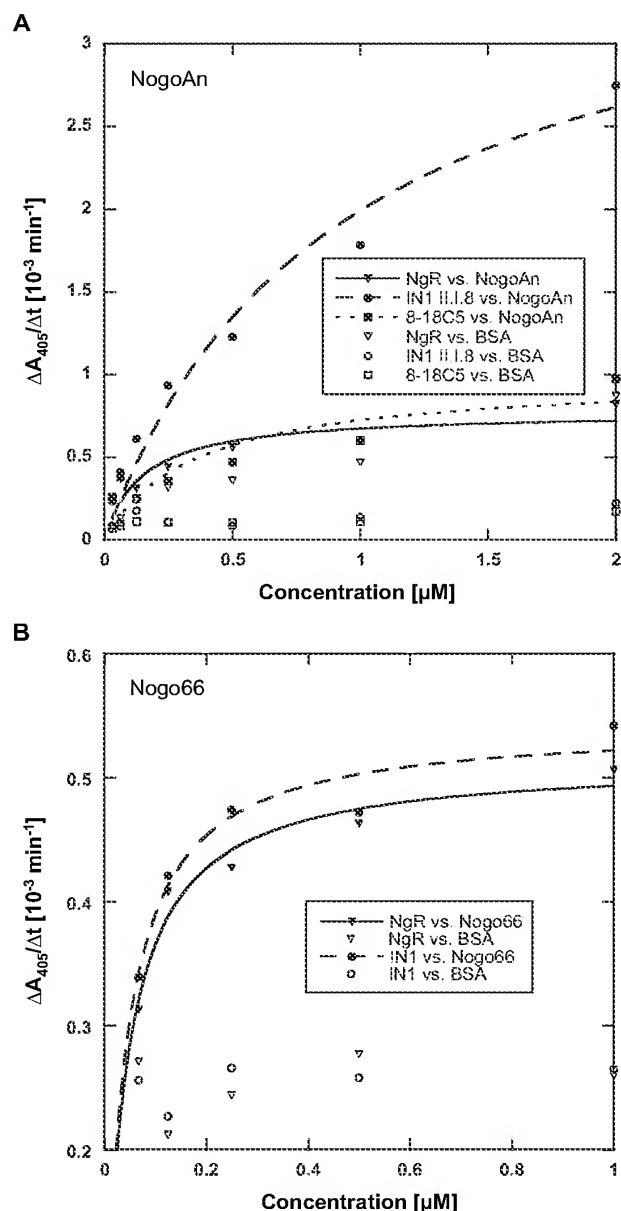 A
NogoAn
3
2.5
2
1.5
1
0.5
0
ΔA405/Δt [10-3 min-1]
NgR vs. NogoAn
IN1 II.I.8 vs. NogoAn
8-18C5 vs. NogoAn
NgR vs. BSA
IN1 II.I.8 vs. BSA
8-18C5 vs. BSA
0 0.5 1 1.5 2
Concentration [µM]
B
Nogo66
0.6
0.5
0.4
0.3
0.2
ΔA405/Δt [10-3 min-1]
NgR vs. Nogo66
NgR vs. BSA
IN1 vs. Nogo66
IN1 vs. BSA
0 0.2 0.4 0.6 0.8 1
Concentration [µM]